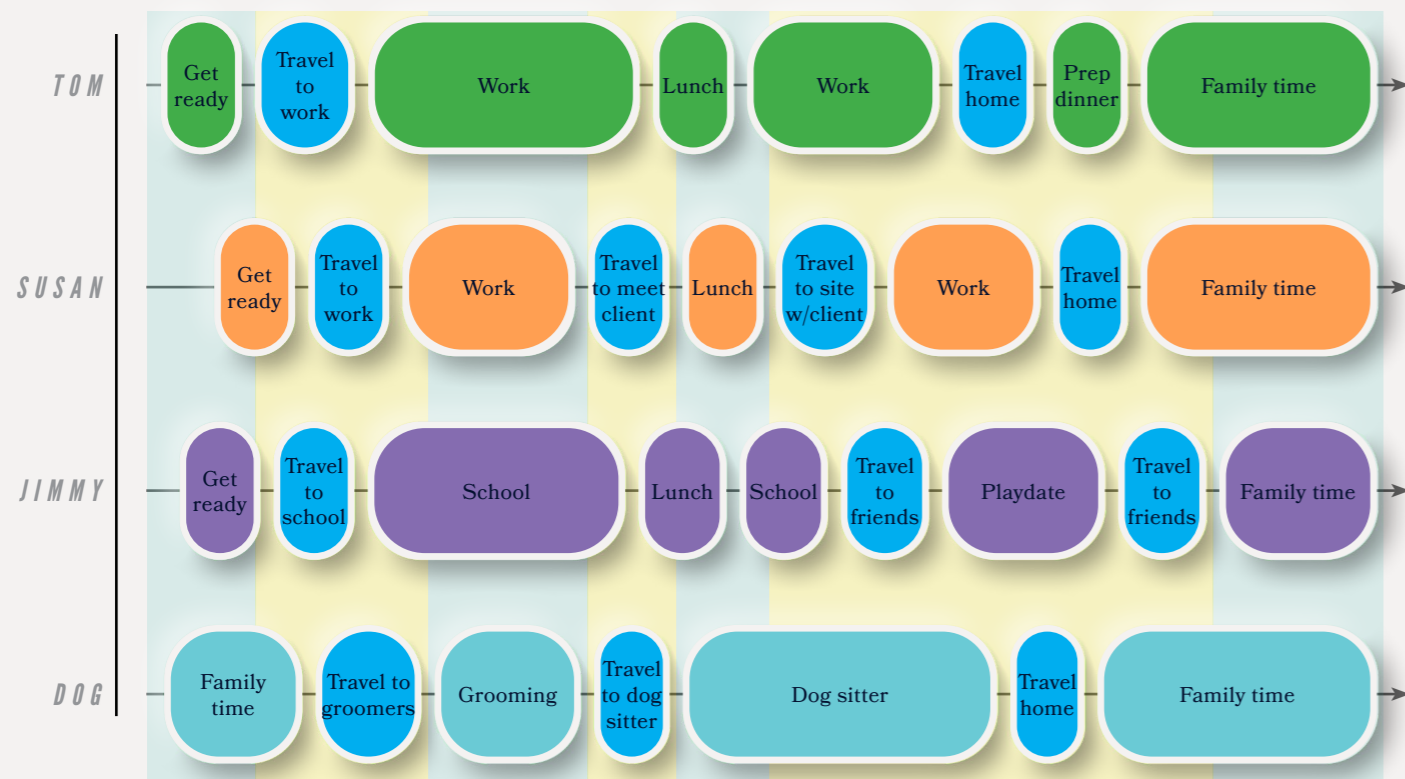 TOM
Get
ready
Travel
to
work
Work
Lunch
Work
Travel
home
Prep
dinner
Family time
SUSAN
Get
ready
Travel
to
work
Work
Travel
to meet
client
Lunch
Travel
to site
w/client
Work
Travel
home
Family time
JIMMY
Get
ready
Travel
to
school
School
Lunch
School
Travel
to
friends
Playdate
Travel
to
friends
Family time
DOG
Family
time
Travel to
groomers
Grooming
Travel
to dog
sitter
Dog sitter
Travel
home
Family time